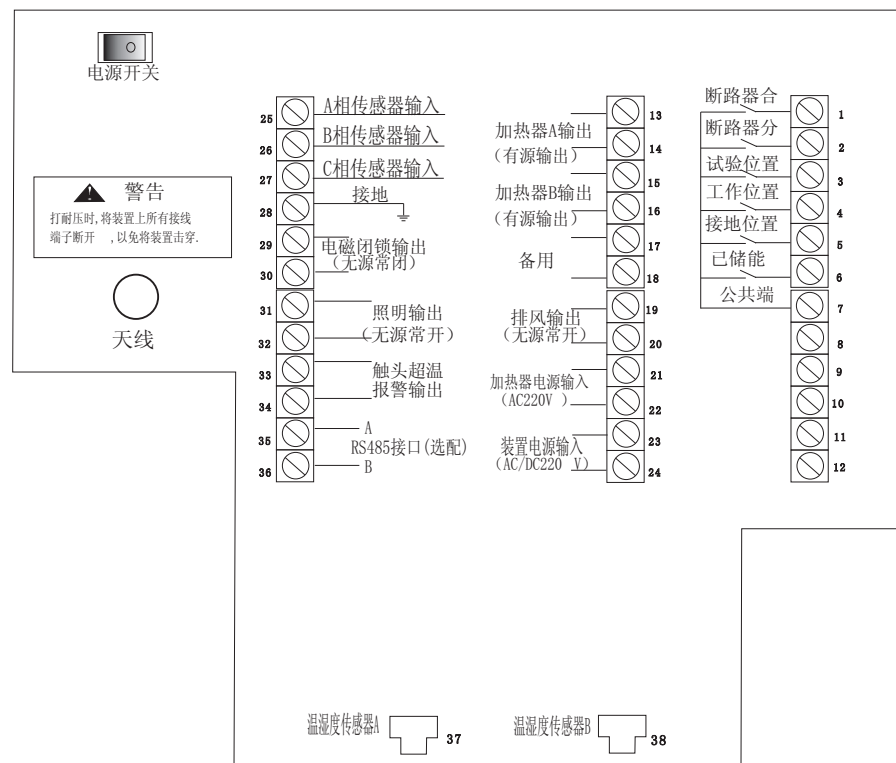 电源开关
警告
打耐压时,将装置上所有接线
端子断开 ,以免将装置击穿.
天线
25 A相传感器输入
26 B相传感器输入
27 C相传感器输入
28 接地
29 电磁闭锁输出
30 (无源常闭)
31 照明输出
32 (无源常开)
33 触头超温
34 报警输出
35 A
RS485接口(选配)
36 B
13
加热器A输出
14
(有源输出)
15
加热器B输出
16
(有源输出)
17
备用
18
19
排风输出
(无源常开)
20
21
加热器电源输入
(AC220V )
22
23
装置电源输入
(AC/DC220 V)
24
断路器合 1
断路器分 2
试验位置 3
工作位置 4
接地位置 5
已储能 6
公共端 7
8
9
10
11
12
温湿度传感器A 37
温湿度传感器B 38